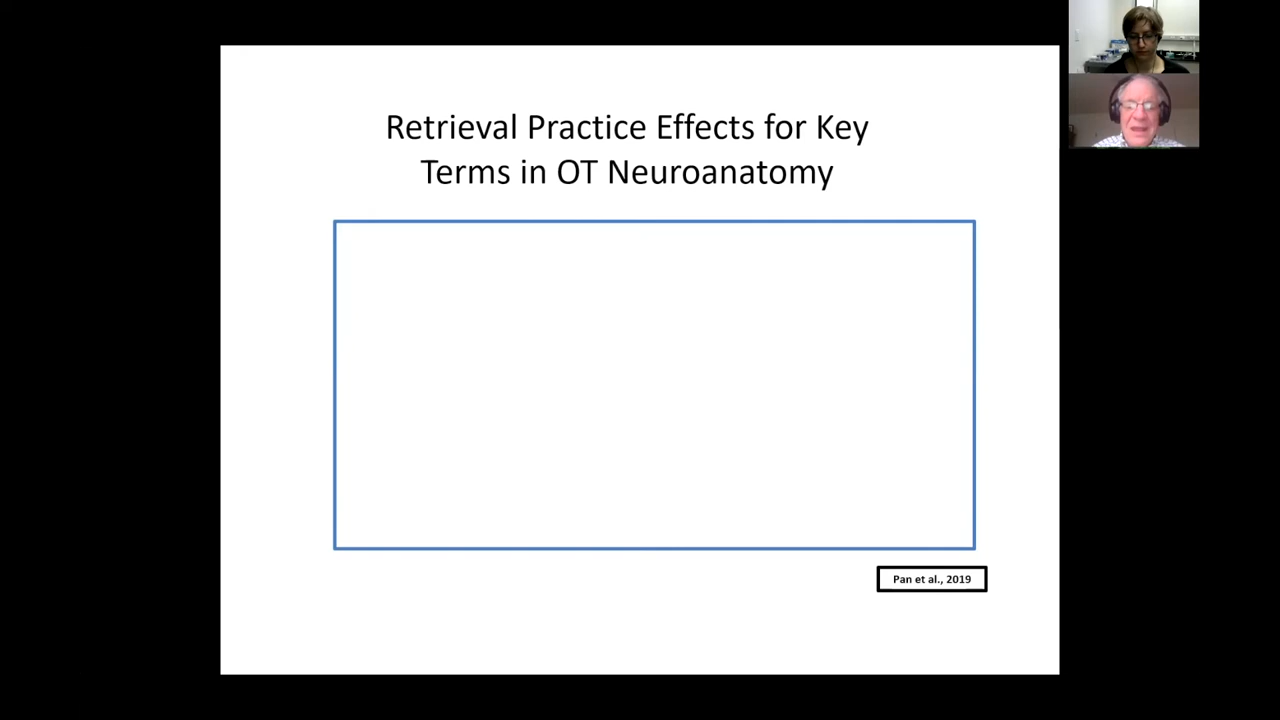 Retrieval Practice Effects for Key
Terms in OT Neuroanatomy
Pan et al., 2019